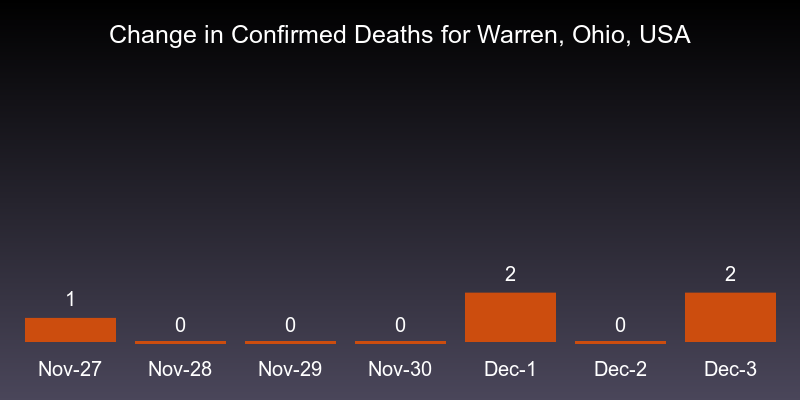 Change in Confirmed Deaths for Warren, Ohio, USA
1
0
0
0
2
0
2
Nov-27
Nov-28
Nov-29
Nov-30
Dec-1
Dec-2
Dec-3